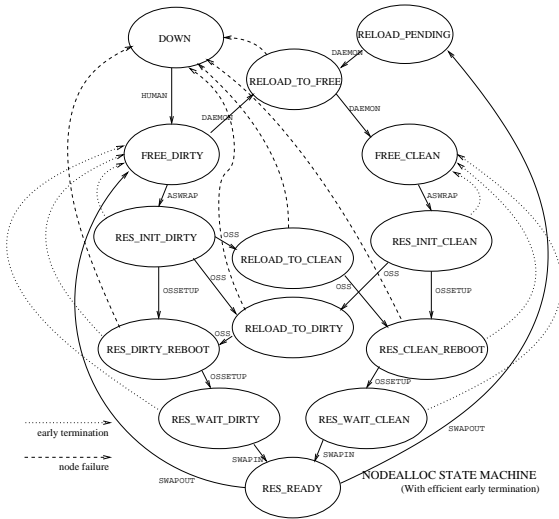 DOWN
RELOAD_PENDING
DAEMON
RELOAD_TO_FREE
HUMAN
DAEMON
DAEMON
FREE_DIRTY
FREE_CLEAN
ASWRAP
ASWRAP
RES_INIT_DIRTY
OSS
RES_INIT_CLEAN
RELOAD_TO_CLEAN
OSS
OSS
OSS
OSSETUP
OSSETUP
RELOAD_TO_DIRTY
OSS
RES_DIRTY_REBOOT
RES_CLEAN_REBOOT
OSSETUP
OSSETUP
RES_WAIT_DIRTY
RES_WAIT_CLEAN
early termination
SWAPOUT
SWAPIN
SWAPIN
node failure
NODEALLOC STATE MACHINE
SWAPOUT
RES_READY
(With efficient early termination)